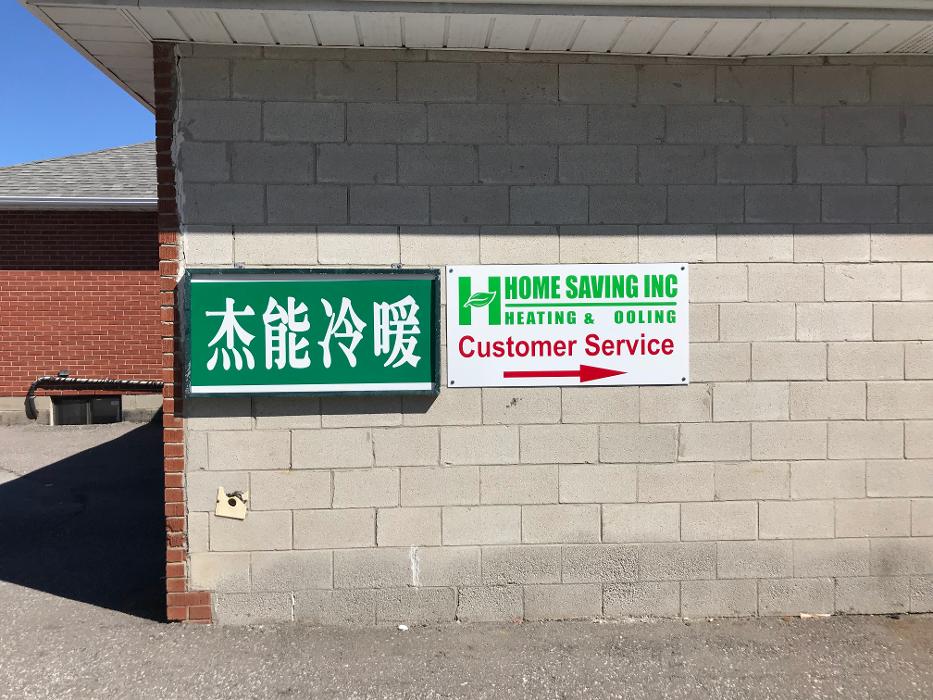 杰能冷暖
HOME SAVING INC
HEATING & OOLING
Customer Service